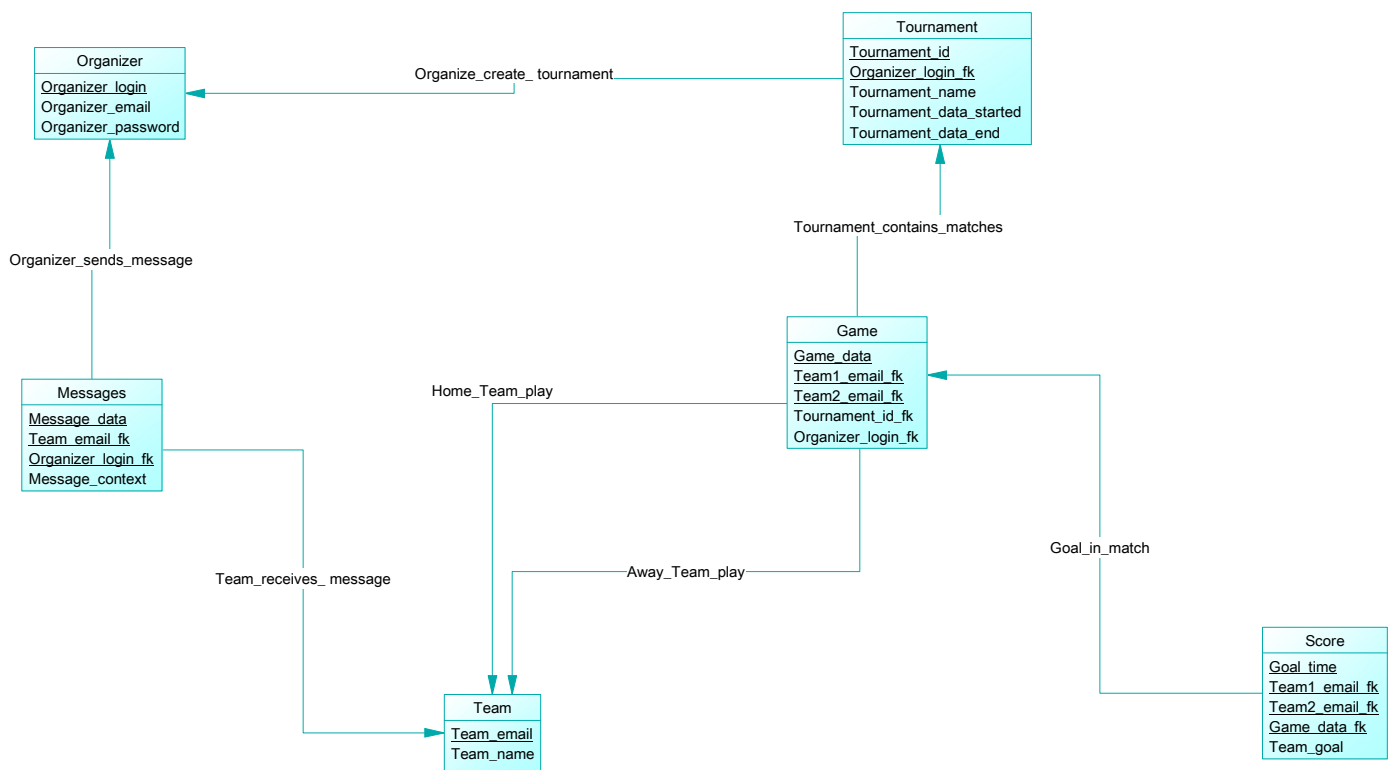 Tournament
Tournament_id
Organizer_login_fk
Tournament_name
Tournament_data_started
Tournament_data_end
Organizer
Organizer_login
Organizer_email
Organizer_password
Organize_create_ tournament
Tournament_contains_matches
Organizer_sends_message
Game
Game_data
Team1_email_fk
Team2_email_fk
Tournament_id_fk
Organizer_login_fk
Messages
Message_data
Team_email_fk
Organizer_login_fk
Message_context
Home_Team_play
Goal_in_match
Away_Team_play
Team_receives_ message
Score
Goal_time
Team1_email_fk
Team2_email_fk
Game_data_fk
Team_goal
Team
Team_email
Team_name